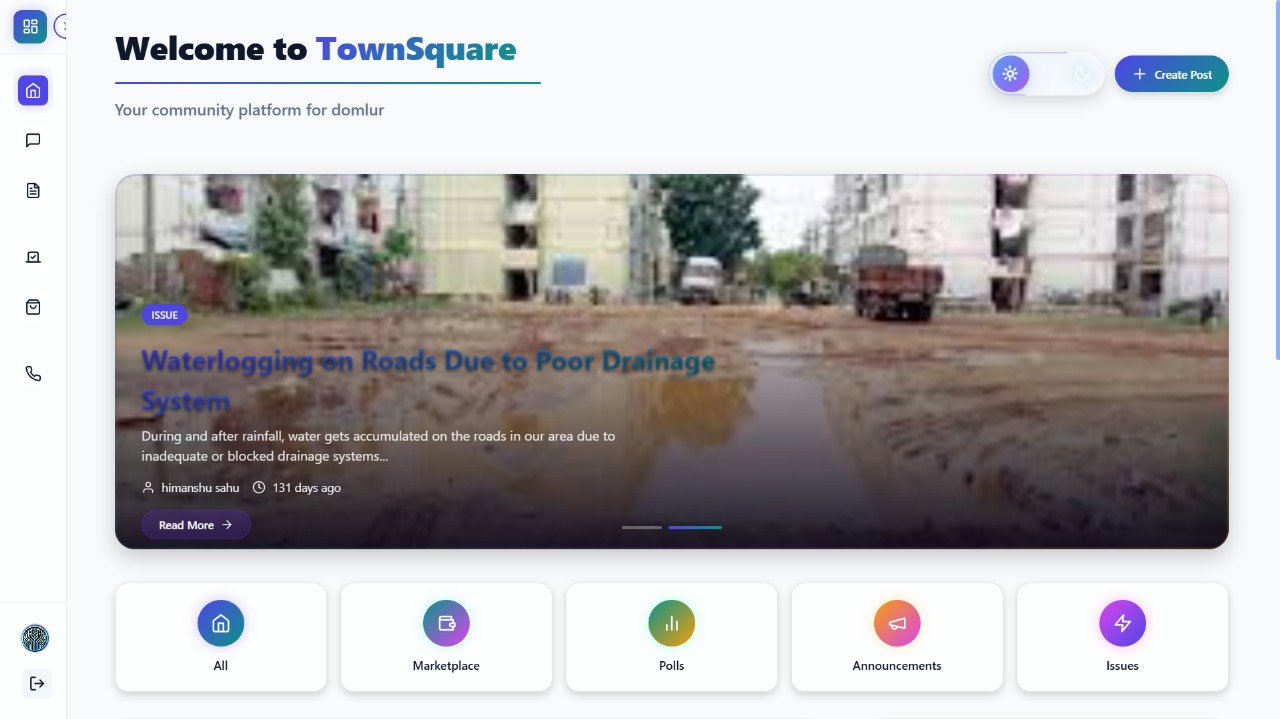 Welcome to TownSquare
Your community platform for domlur
Create Post
ISSUE
Waterlogging on Roads Due to Poor Drainage
System
During and after rainfall, water gets accumulated on the roads in our area due to
inadequate or blocked drainage systems...
himanshu sahu 131 days ago
Read More
All
Marketplace
Polls
Announcements
Issues